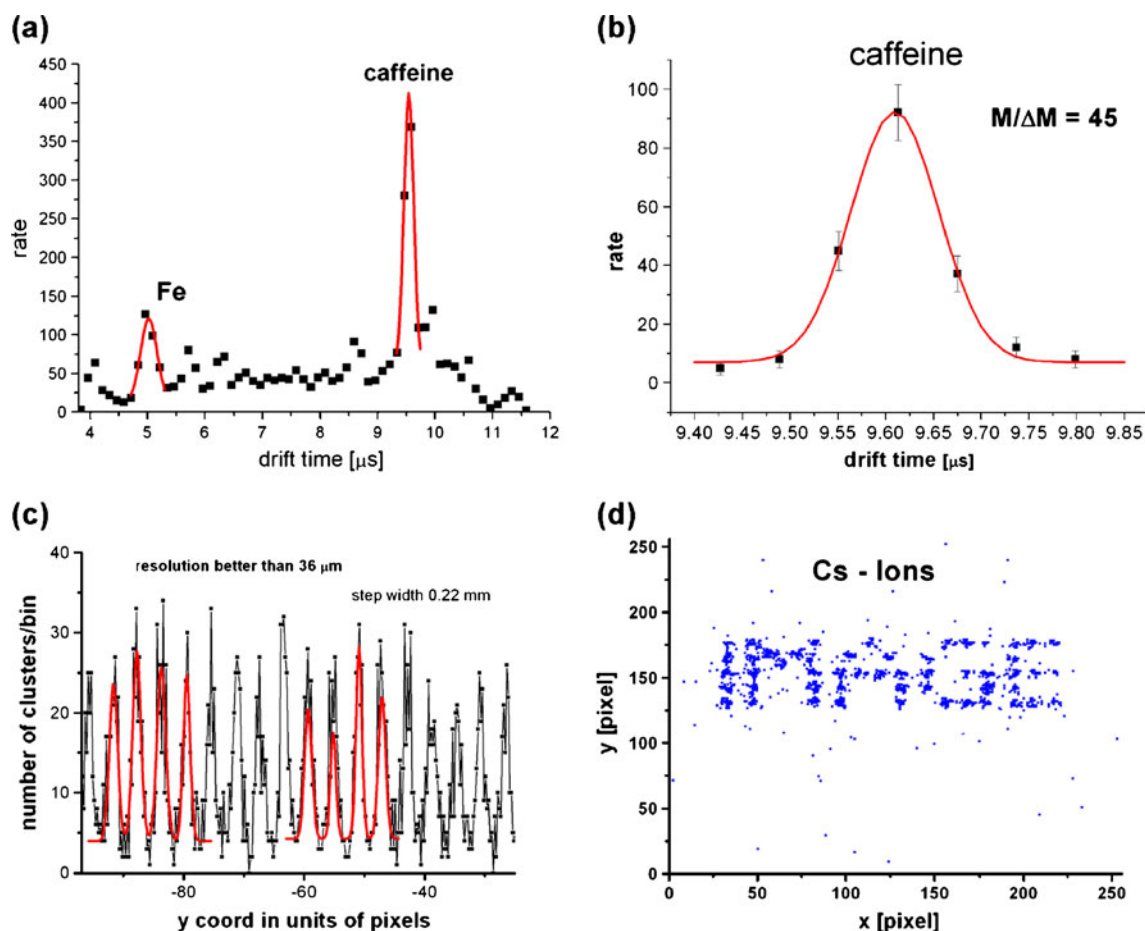 (a)
450
400
350
300
250
200
150
100
50
0
rate
Fe
caffeine
4 5 6 7 8 9 10 11 12
drift time [μs]
(b)
caffeine
M/ΔM = 45
100
80
60
40
20
0
rate
9.40 9.45 9.50 9.55 9.60 9.65 9.70 9.75 9.80 9.85
drift time [μs]
(c)
40
30
20
10
0
number of clusters/bin
resolution better than 36 μm
step width 0.22 mm
-80 -60 -40
y coord in units of pixels
(d)
Cs - Ions
250
200
150
100
50
0
y [pixel]
0 50 100 150 200 250
x [pixel]